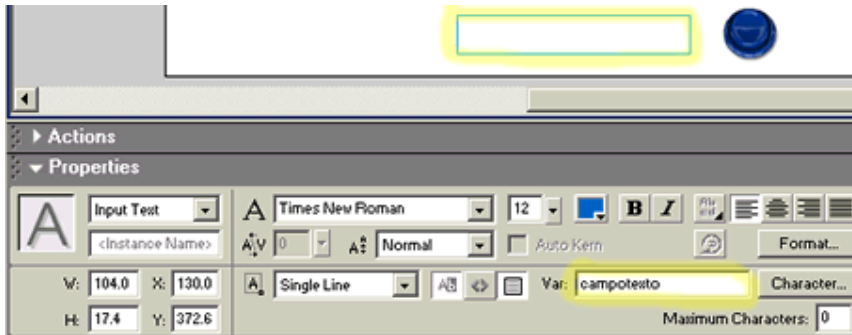 Actions
Properties
A Input Text A Times New Roman 12 B I
<Instance Name> A V 0 A Normal Auto Kern Format...
W: 104.0 X: 130.0 A Single Line Var: campotexto Character...
H: 17.4 Y: 372.6 Maximum Characters: 0